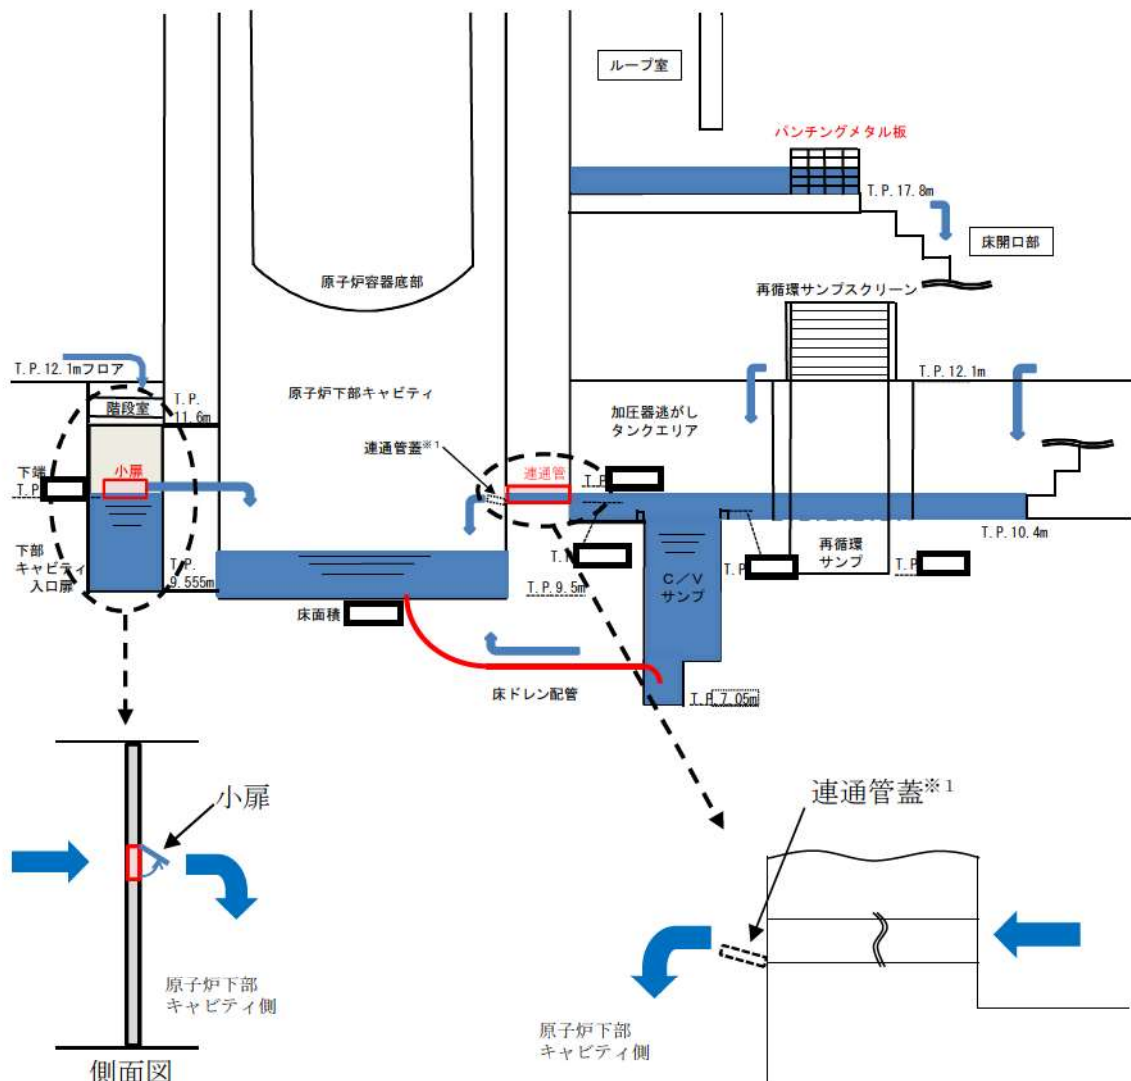 ループ室
パンチングメタル板
T.P.17.8m
床開口部
原子炉容器底部
再循環サンプスクリーン
T.P.12.1mフロア
T.P.
11.6m
階段室
原子炉下部キャビティ
T.P.12.1m
加圧器逃がし
タンクエリア
連通管蓋※1
連通管
下端
T.P
小扉
T.P
T.P.10.4m
下部
キャビティ
入口扉
T.P.
9.555m
T.P.9.5m
T.P
C/V
サンプ
再循環
サンプ
T.P
床面積
床ドレン配管
T.P.7.05m
小扉
連通管蓋※1
原子炉下部
キャビティ側
原子炉下部
キャビティ側
側面図